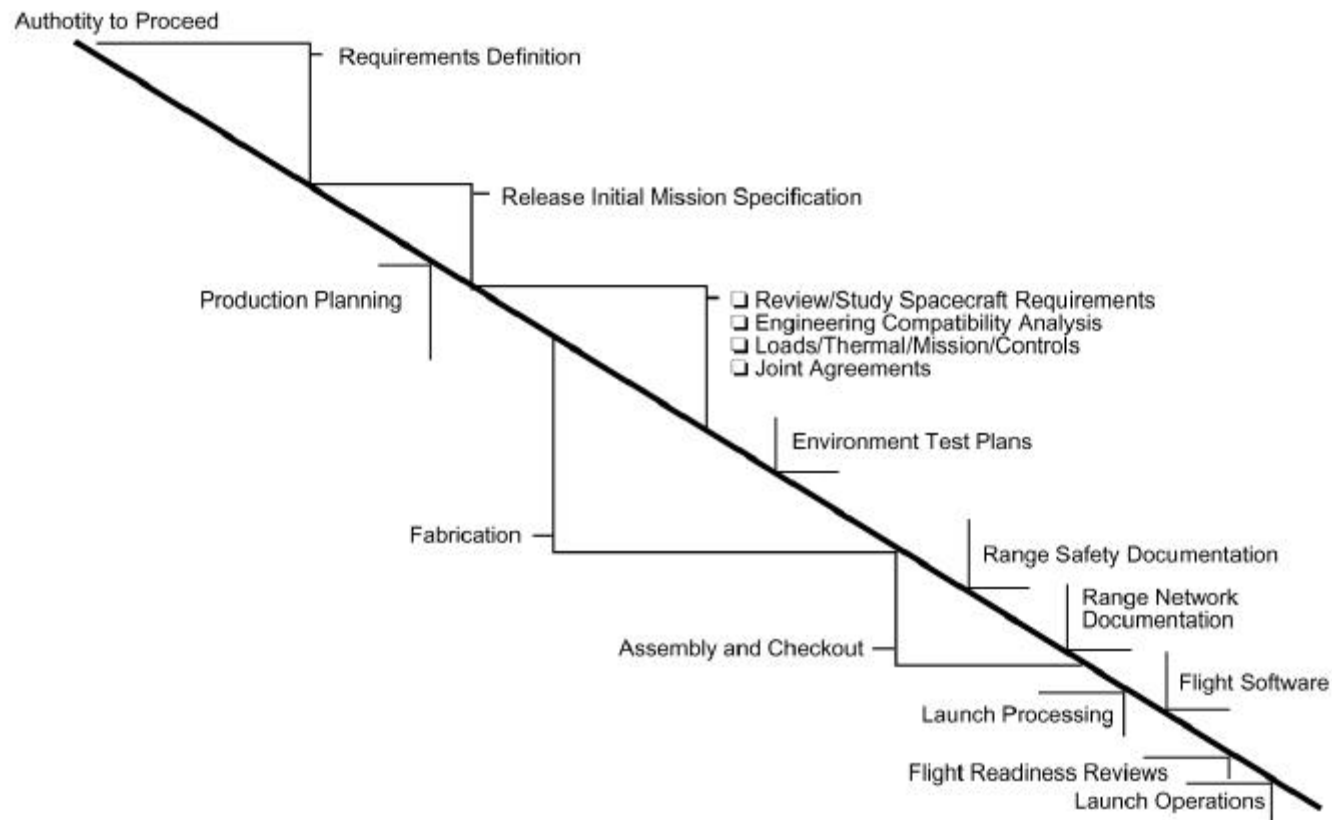 Authotity to Proceed
Requirements Definition
Release Initial Mission Specification
Production Planning
❑ Review/Study Spacecraft Requirements
❑ Engineering Compatibility Analysis
❑ Loads/Thermal/Mission/Controls
❑ Joint Agreements
Environment Test Plans
Fabrication
Range Safety Documentation
Range Network
Documentation
Assembly and Checkout
Flight Software
Launch Processing
Flight Readiness Reviews
Launch Operations